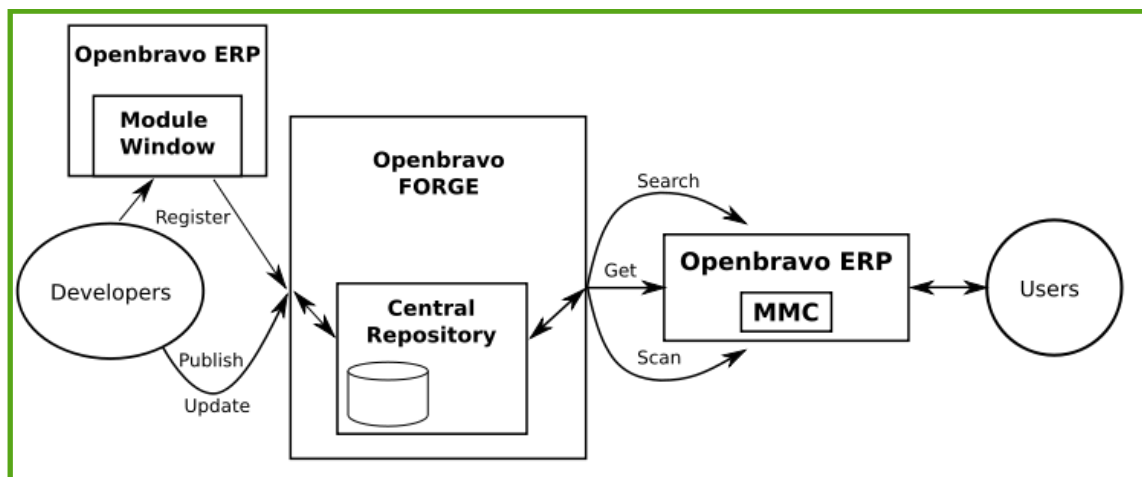 Openbravo ERP
Module
Window
Register
Developers
Publish
Update
Openbravo
FORGE
Central
Repository
Search
Get
Scan
Openbravo ERP
MMC
Users